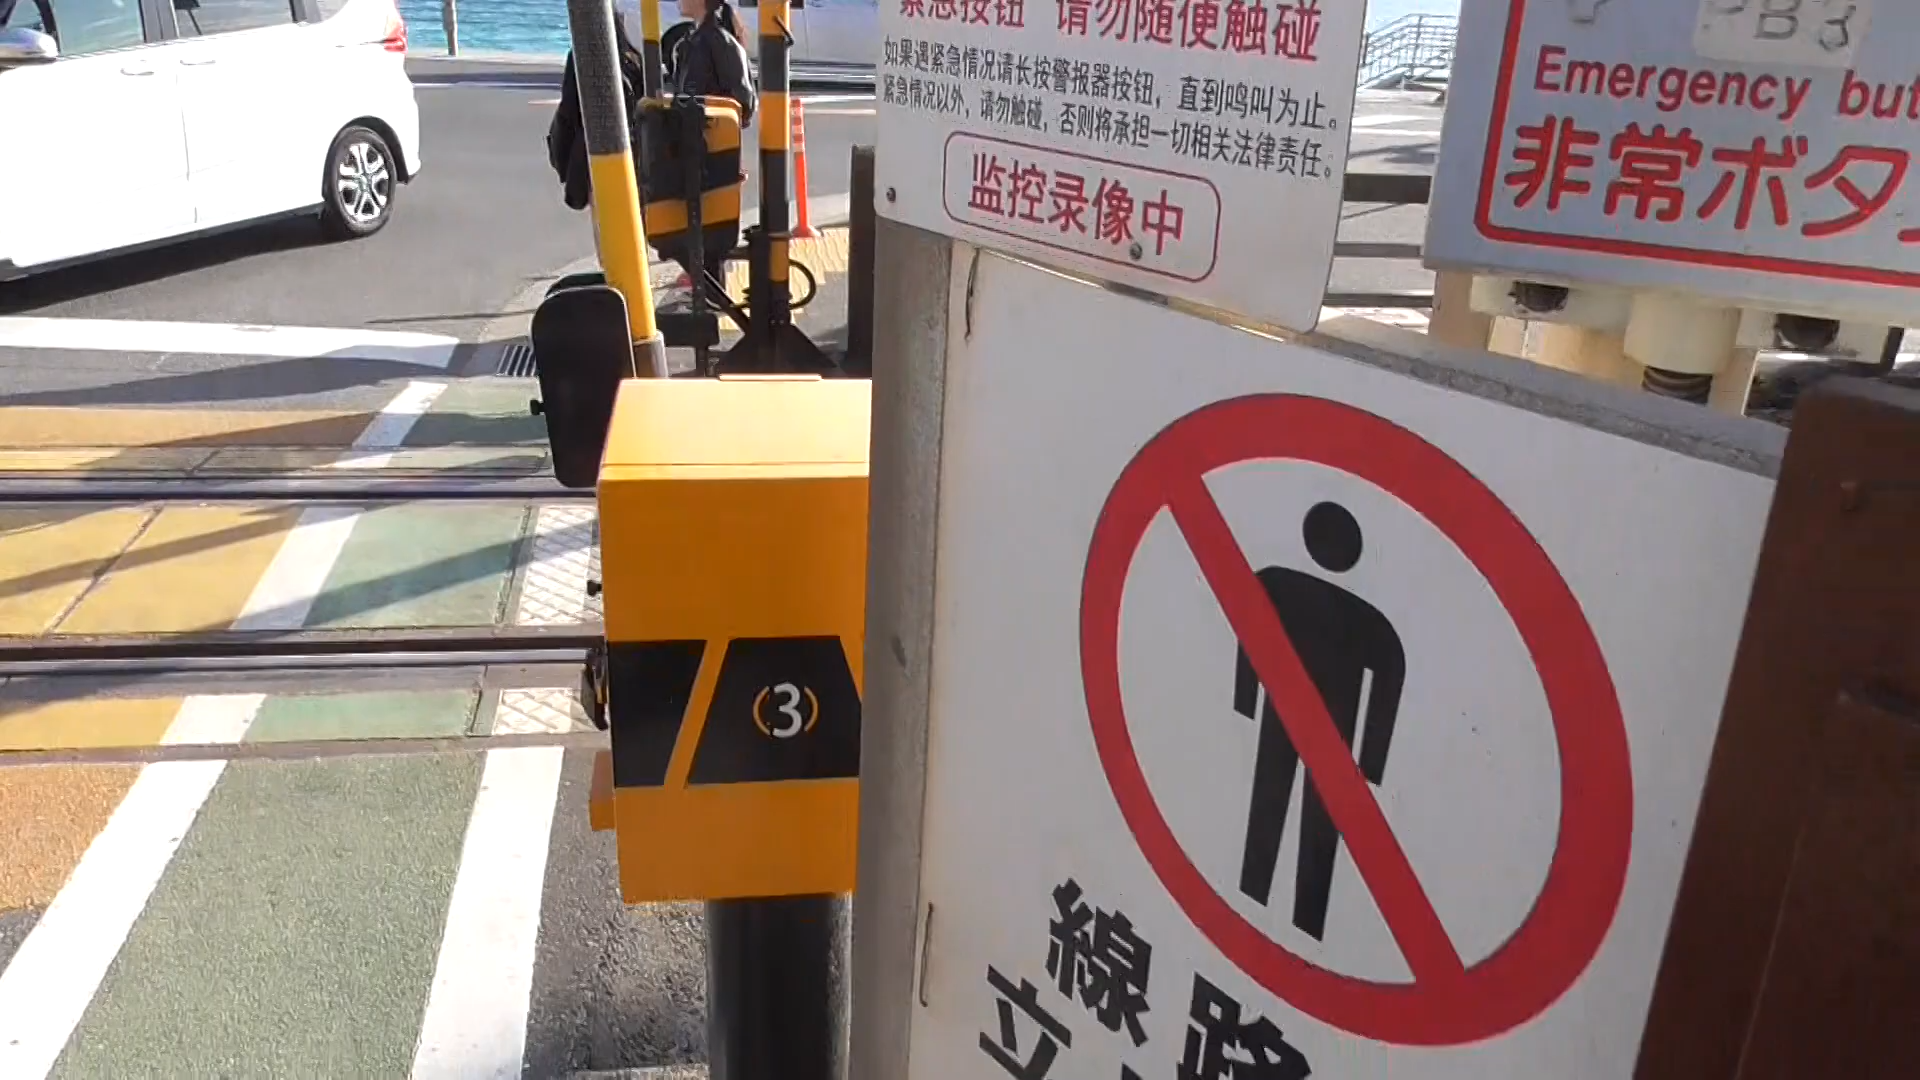 紧急按钮 请勿随便触碰
如果遇紧急情况请长按警报器按钮，直到鸣叫为止。
紧急情况以外，请勿触碰，否则将承担一切相关法律责任。
监控录像中
Emergency but
非常ボタ
(3)
線路
立